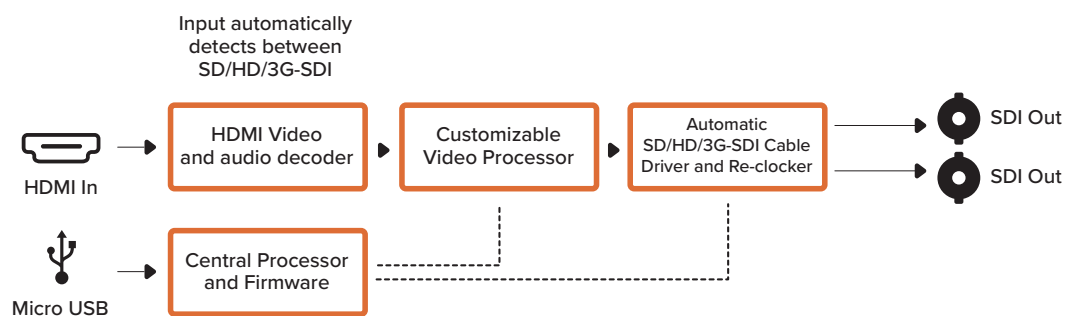 Input automatically
detects between
SD/HD/3G-SDI
HDMI In
HDMI Video
and audio decoder
Customizable
Video Processor
Automatic
SD/HD/3G-SDI Cable
Driver and Re-clocker
SDI Out
SDI Out
Micro USB
Central Processor
and Firmware